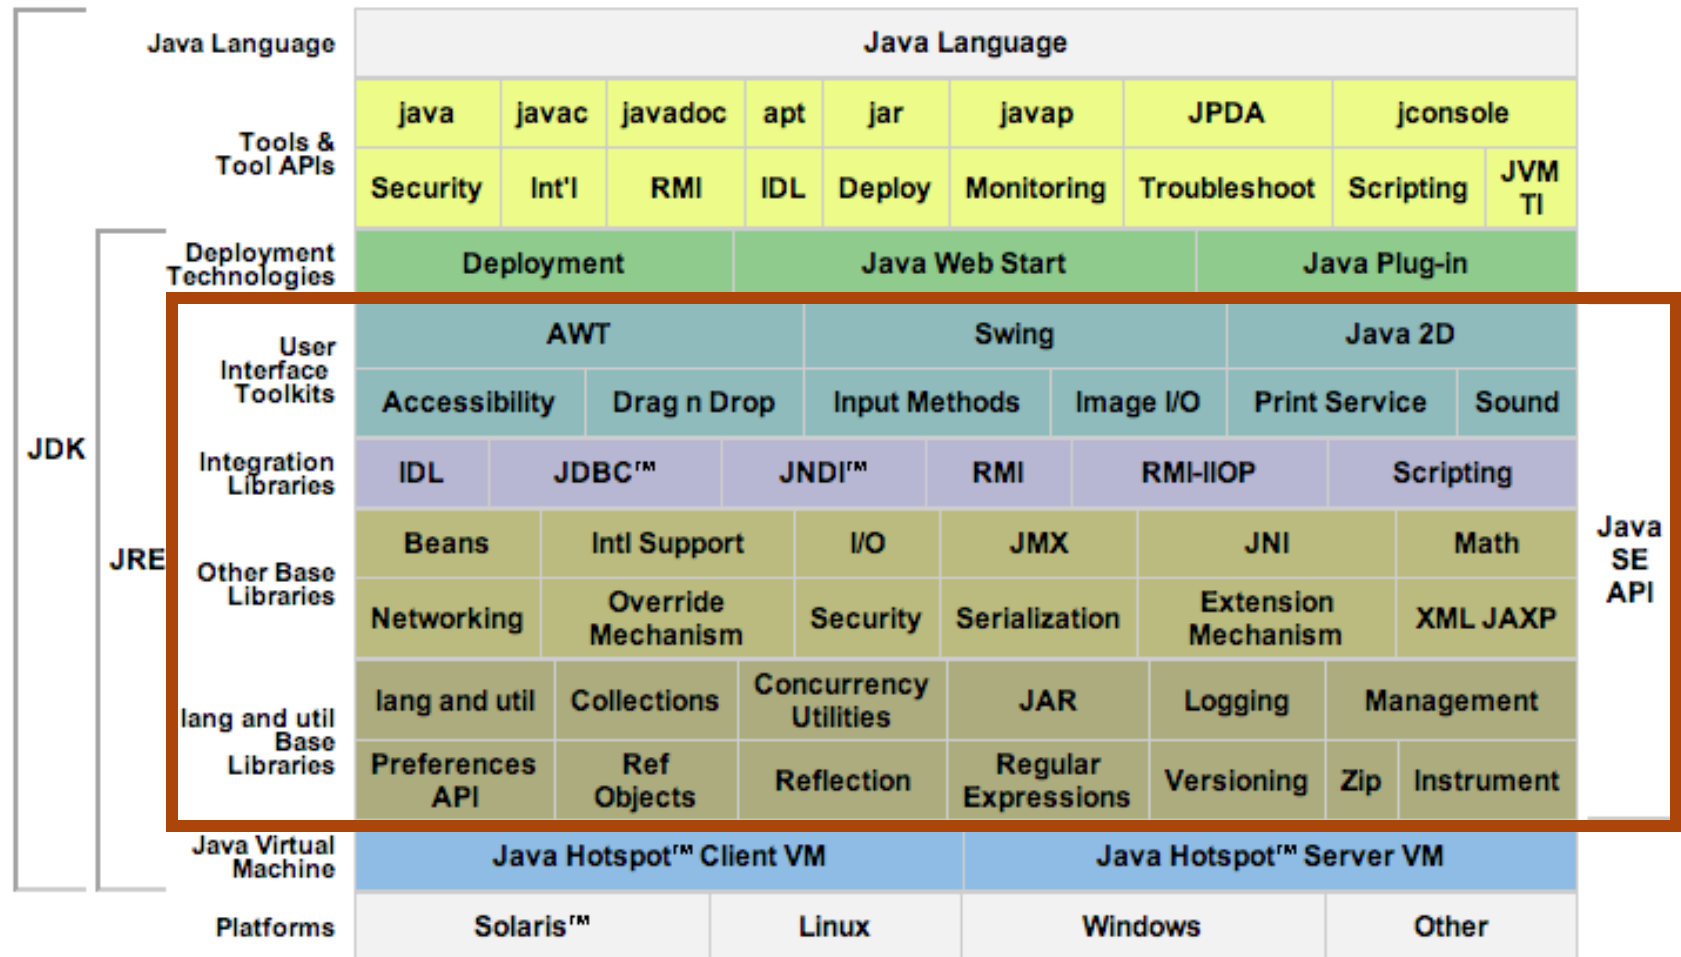 Java Language
Java Language
Tools &
Tool APIs
java javac javadoc apt jar javap JPDA jconsole
Security Int'l RMI IDL Deploy Monitoring Troubleshoot Scripting JVM
TI
Deployment
Technologies
Deployment Java Web Start Java Plug-in
User
Interface
Toolkits
AWT Swing Java 2D
Accessibility Drag n Drop Input Methods Image I/O Print Service Sound
JDK
Integration
Libraries
IDL JDBC™ JNDI™ RMI RMI-IIOP Scripting
JRE
Other Base
Libraries
Beans Intl Support I/O JMX JNI Math
Networking Override
Mechanism Security Serialization Extension
Mechanism XML JAXP
Java
SE
API
lang and util
Base
Libraries
lang and util Collections Concurrency
Utilities JAR Logging Management
Preferences
API Ref
Objects Reflection Regular
Expressions Versioning Zip Instrument
Java Virtual
Machine
Java Hotspot™ Client VM Java Hotspot™ Server VM
Platforms
Solaris™ Linux Windows Other